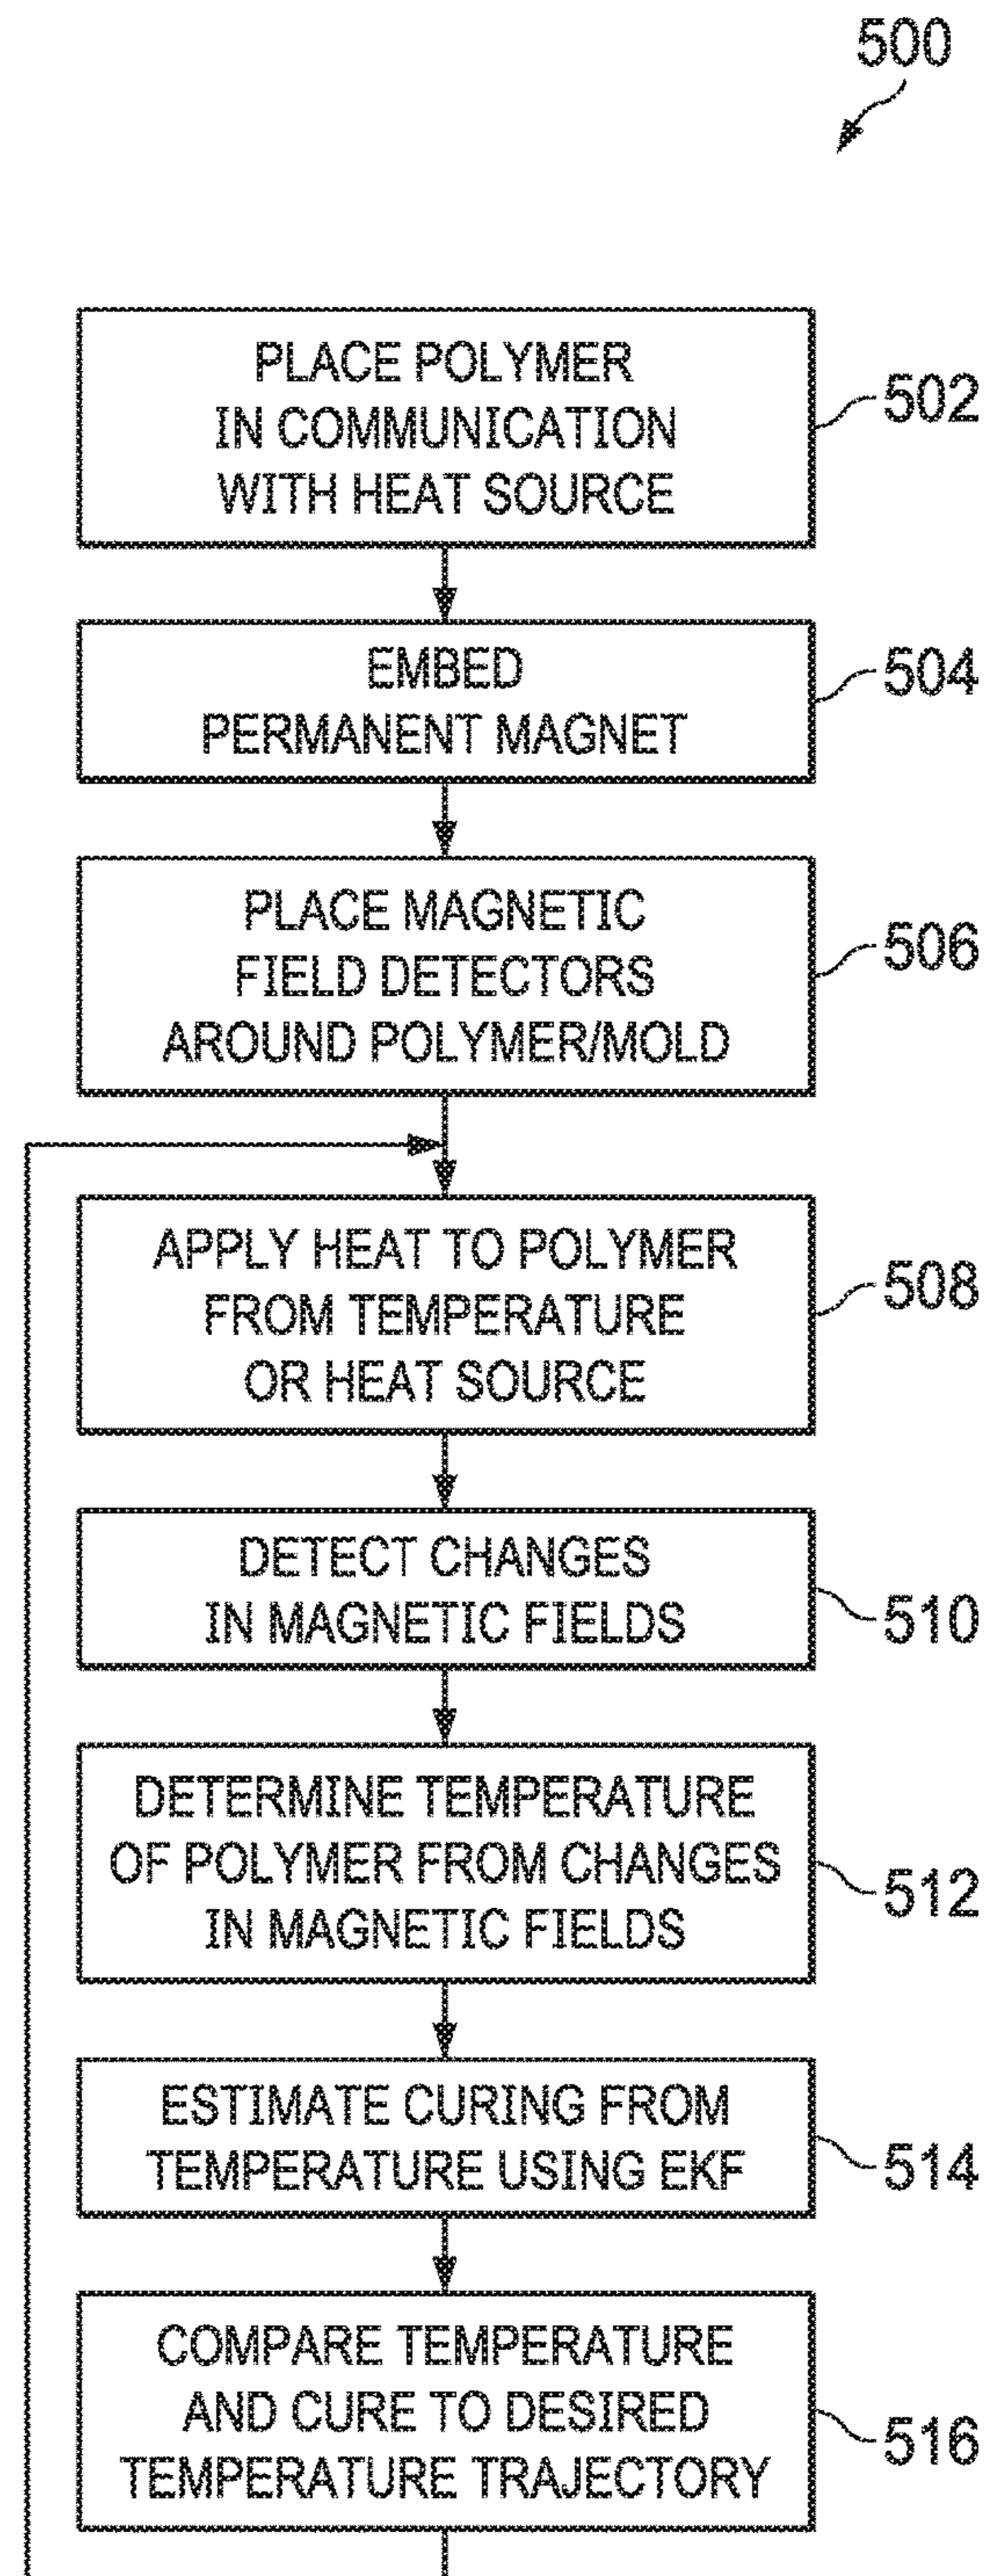 500
PLACE POLYMER
IN COMMUNICATION
WITH HEAT SOURCE
502
EMBED
PERMANENT MAGNET
504
PLACE MAGNETIC
FIELD DETECTORS
AROUND POLYMER/MOLD
506
APPLY HEAT TO POLYMER
FROM TEMPERATURE
OR HEAT SOURCE
508
DETECT CHANGES
IN MAGNETIC FIELDS
510
DETERMINE TEMPERATURE
OF POLYMER FROM CHANGES
IN MAGNETIC FIELDS
512
ESTIMATE CURING FROM
TEMPERATURE USING EKF
514
COMPARE TEMPERATURE
AND CURE TO DESIRED
TEMPERATURE TRAJECTORY
516